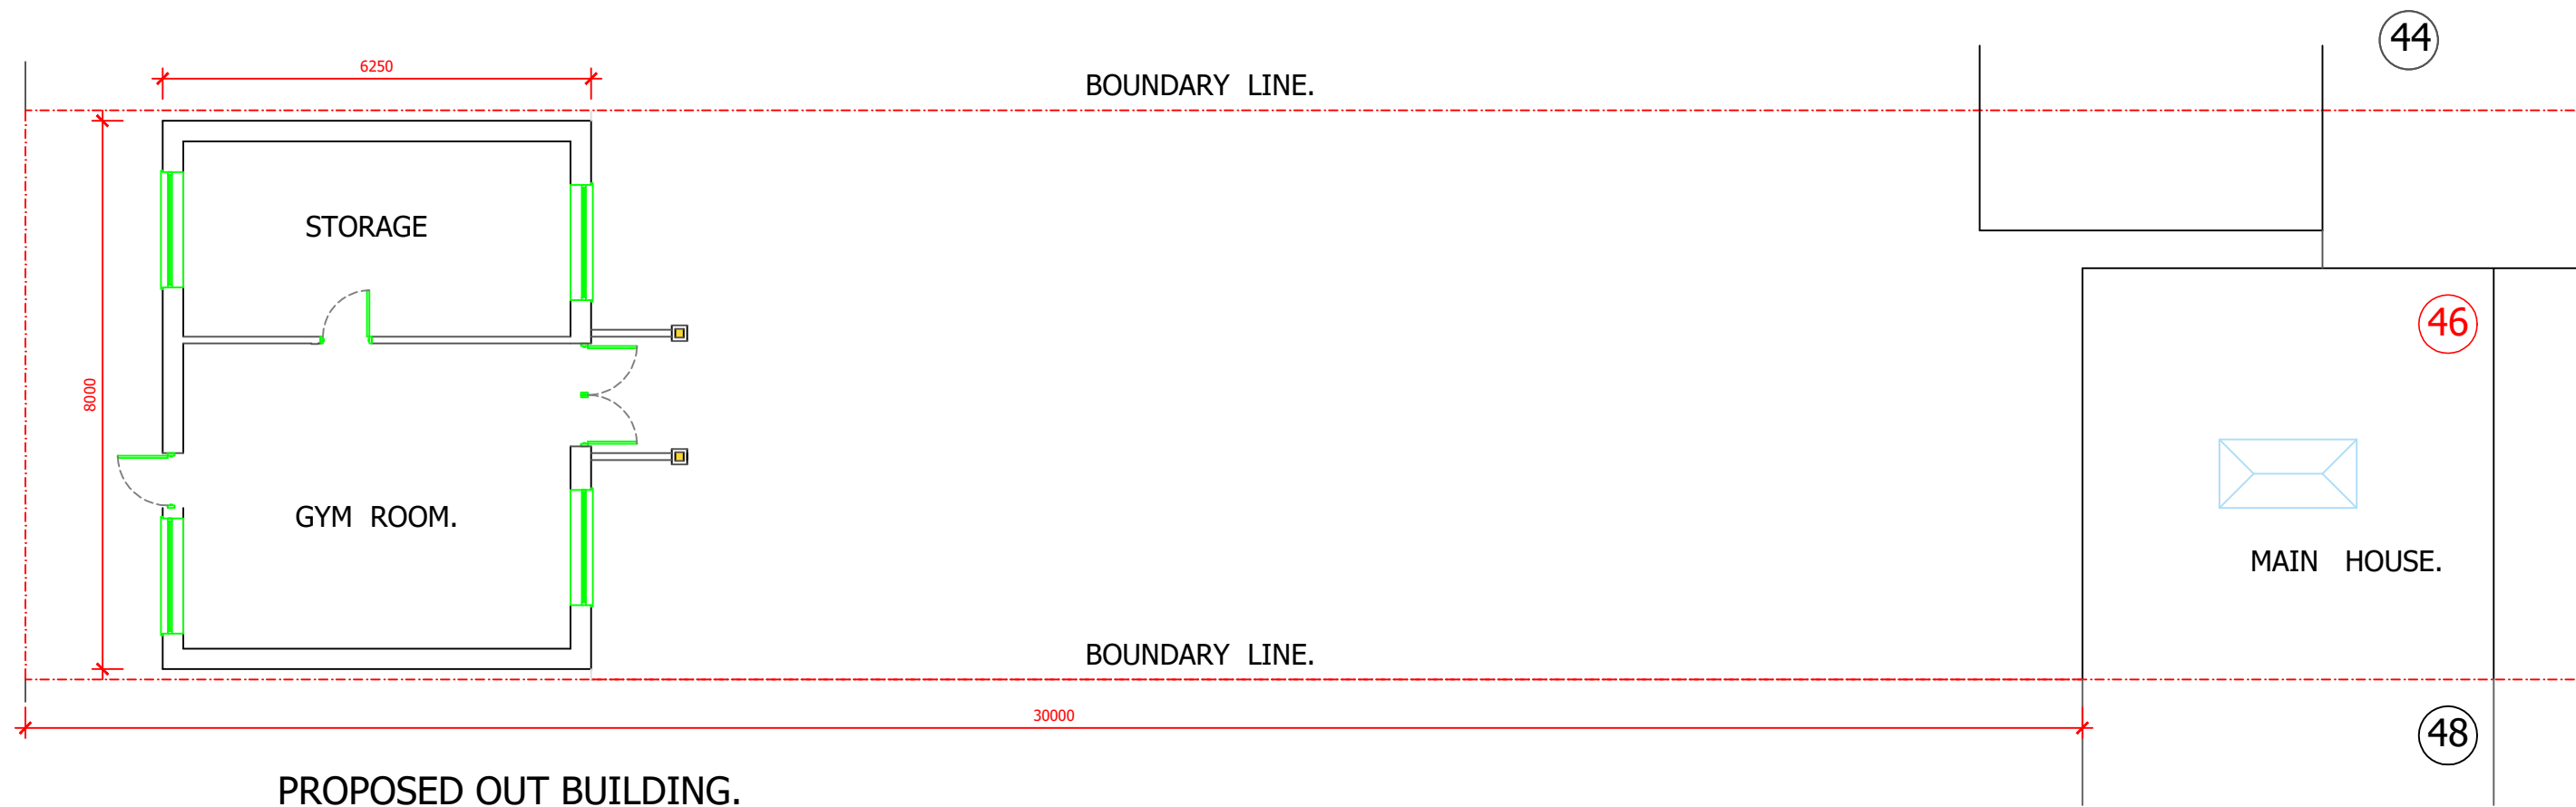 44
6250
BOUNDARY LINE.
STORAGE
46
8000
GYM ROOM.
MAIN HOUSE.
BOUNDARY LINE.
30000
48
PROPOSED OUT BUILDING.